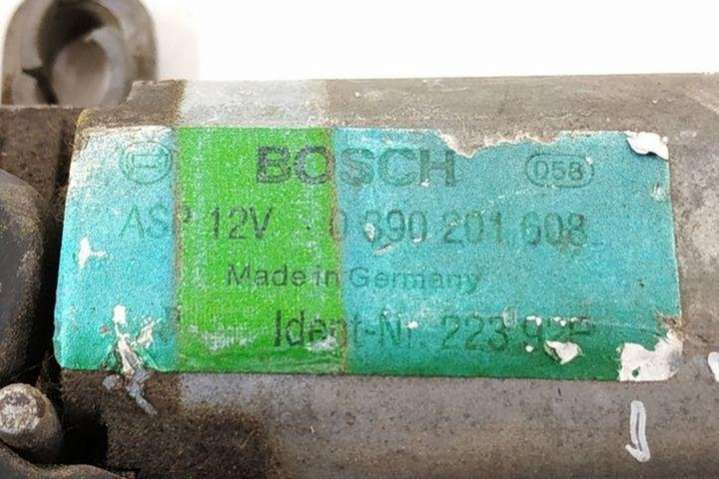 BOSCH 058
ASP 12V 0 390 201 608
Made in Germany
Ident-Nr. 223